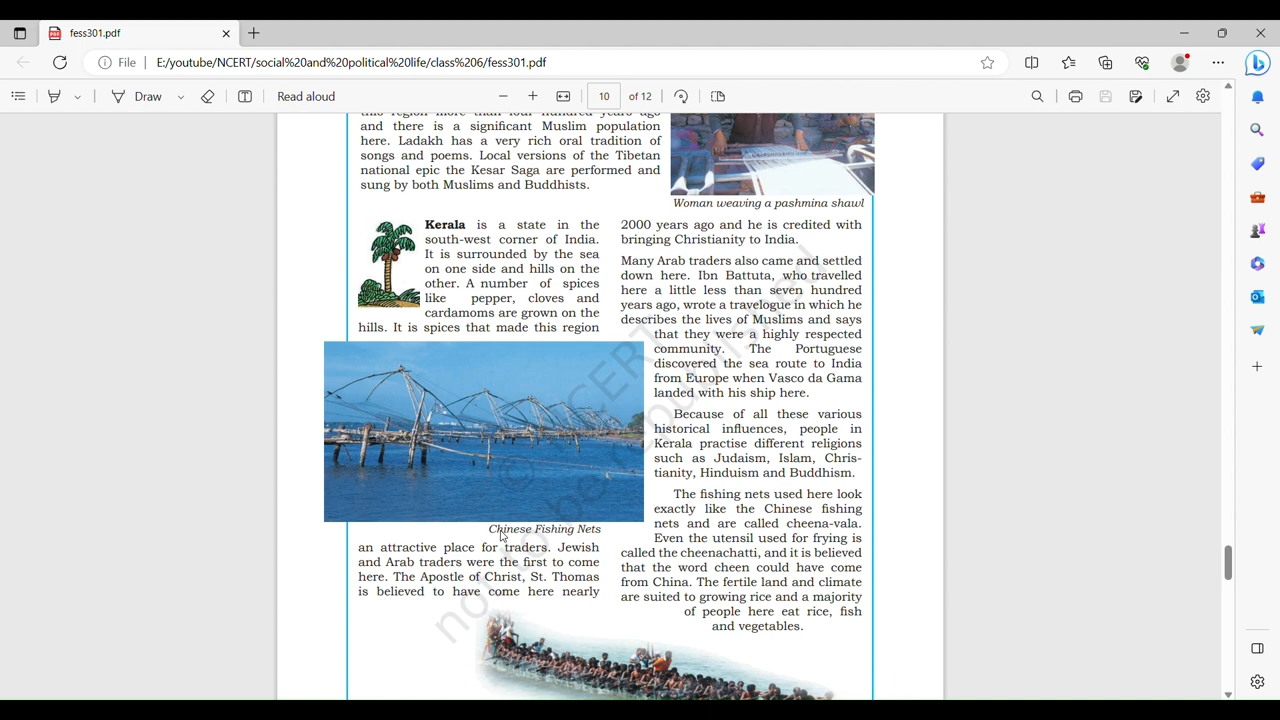 fess301.pdf
File
E:/youtube/NCERT/social%20and%20political%20life/class%206/fess301.pdf
Draw
Read aloud
10
of 12
this region more than four hundred years ago
and there is a significant Muslim population
here. Ladakh has a very rich oral tradition of
songs and poems. Local versions of the Tibetan
national epic the Kesar Saga are performed and
sung by both Muslims and Buddhists.
Woman weaving a pashmina shawl
Kerala is a state in the
south-west corner of India.
It is surrounded by the sea
on one side and hills on the
other. A number of spices
like pepper, cloves and
cardamoms are grown on the
hills. It is spices that made this region
Chinese Fishing Nets
an attractive place for traders. Jewish
and Arab traders were the first to come
here. The Apostle of Christ, St. Thomas
is believed to have come here nearly
2000 years ago and he is credited with
bringing Christianity to India.
Many Arab traders also came and settled
down here. Ibn Battuta, who travelled
here a little less than seven hundred
years ago, wrote a travelogue in which he
describes the lives of Muslims and says
that they were a highly respected
community. The Portuguese
discovered the sea route to India
from Europe when Vasco da Gama
landed with his ship here.
Because of all these various
historical influences, people in
Kerala practise different religions
such as Judaism, Islam, Chris-
tianity, Hinduism and Buddhism.
The fishing nets used here look
exactly like the Chinese fishing
nets and are called cheena-vala.
Even the utensil used for frying is
called the cheenachatti, and it is believed
that the word cheen could have come
from China. The fertile land and climate
are suited to growing rice and a majority
of people here eat rice, fish
and vegetables.
© NCERT
not to be republished